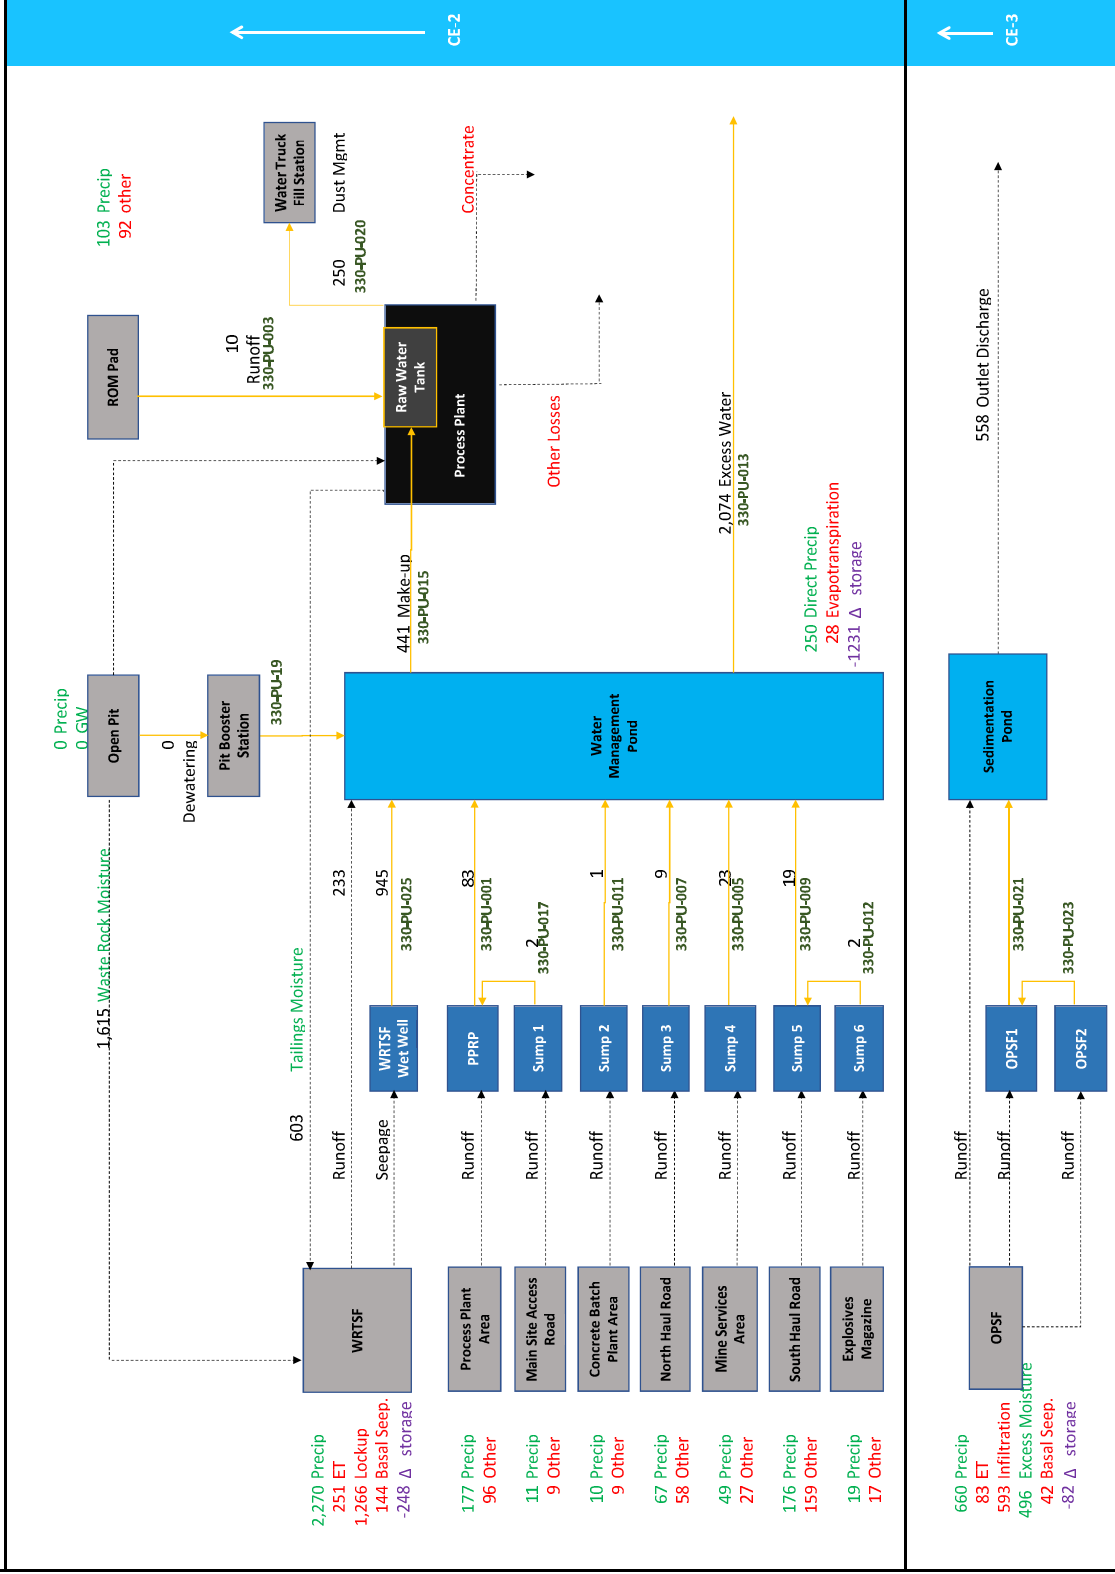 0 Precip
0 GW
Open Pit
0
Dewatering
Pit Booster
Station
330-PU-19
1,615 Waste Rock Moisture
Tailings Moisture
603
ROM Pad
103 Precip
92 other
10
Runoff
330-PU-003
Water Truck
Fill Station
Dust Mgmt
250
330-PU-020
Raw Water
Tank
Process Plant
Concentrate
Other Losses
441 Make-up
330-PU-015
WRTSF
2,270 Precip
251 ET
1,266 Lockup
144 Basal Seep.
-248 Δ storage
Runoff
233
Seepage
WRTSF
Wet Well
945
330-PU-025
177 Precip
96 Other
Process Plant
Area
Runoff
PPRP
83
330-PU-001
11 Precip
9 Other
Main Site Access
Road
Runoff
Sump 1
2
330-PU-017
10 Precip
9 Other
Concrete Batch
Plant Area
Runoff
Sump 2
1
330-PU-011
67 Precip
58 Other
North Haul Road
Runoff
Sump 3
9
330-PU-007
49 Precip
27 Other
Mine Services
Area
Runoff
Sump 4
23
330-PU-005
176 Precip
159 Other
South Haul Road
Runoff
Sump 5
19
330-PU-009
19 Precip
17 Other
Explosives
Magazine
Runoff
Sump 6
2
330-PU-012
Water
Management
Pond
2,074 Excess Water
330-PU-013
250 Direct Precip
28 Evapotranspiration
-1231 Δ storage
CE-2
660 Precip
83 ET
593 Infiltration
496 Excess Moisture
42 Basal Seep.
-82 Δ storage
OPSF
Runoff
Runoff
Runoff
OPSF1
330-PU-021
OPSF2
330-PU-023
Sedimentation
Pond
558 Outlet Discharge
CE-3